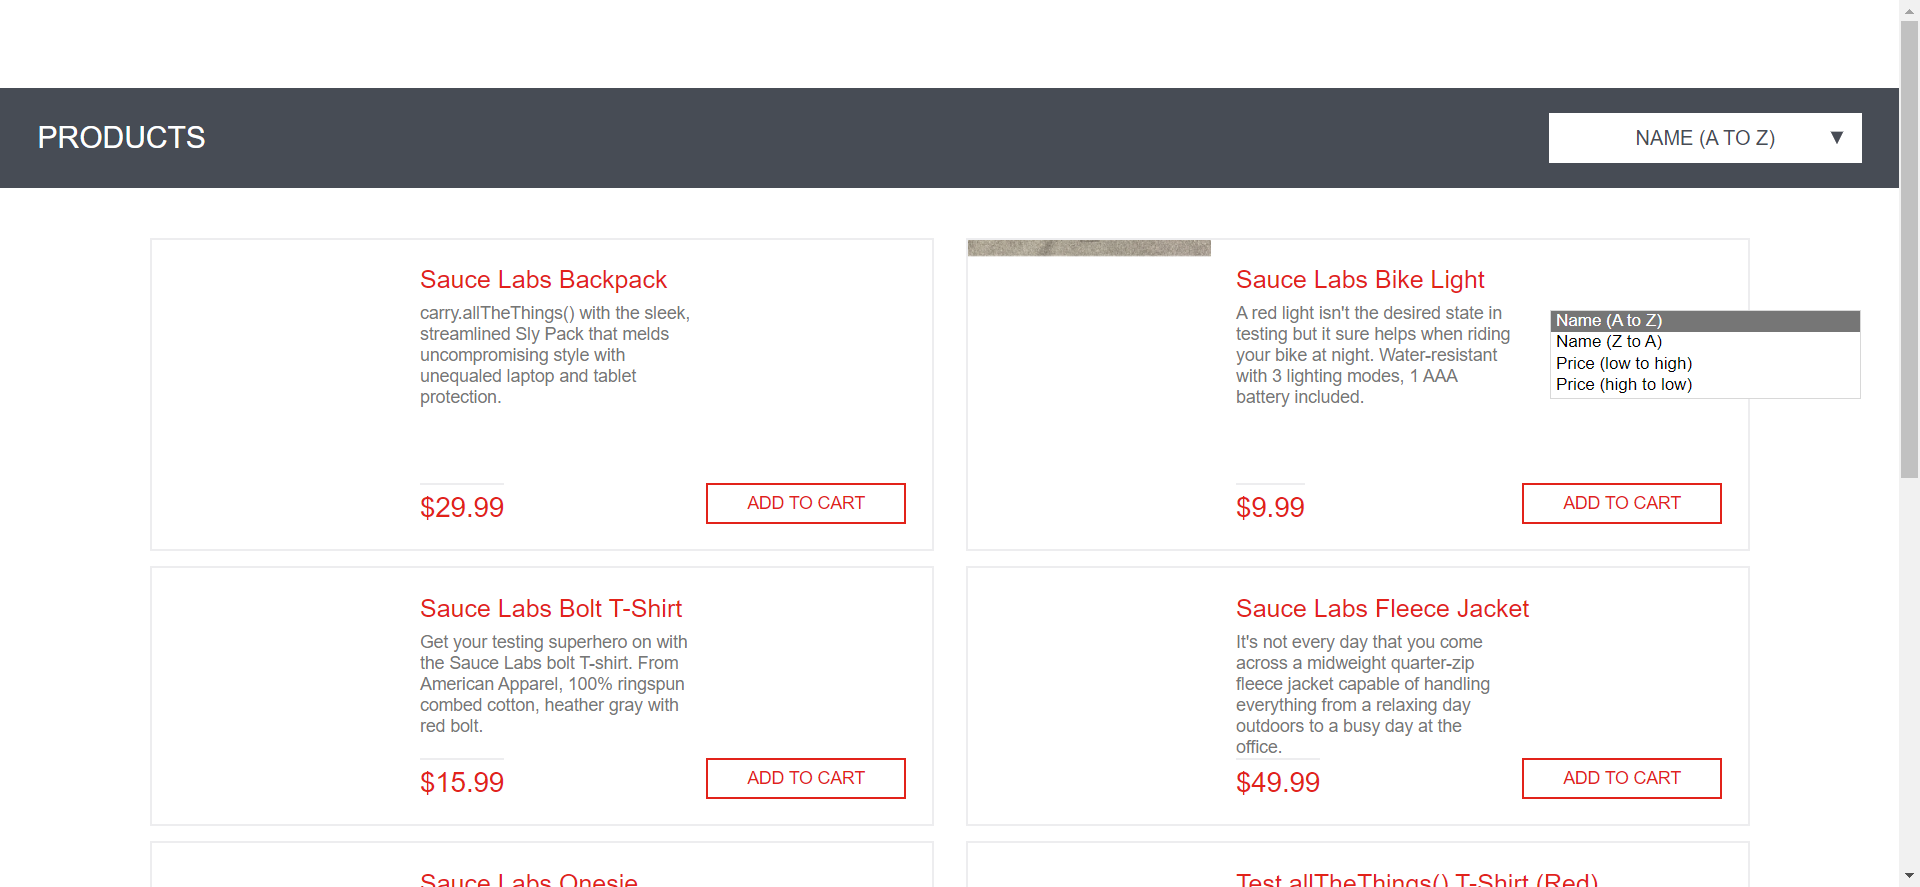 PRODUCTS
NAME (A TO Z) ▼
Sauce Labs Backpack
carry.allTheThings() with the sleek,
streamlined Sly Pack that melds
uncompromising style with
unequaled laptop and tablet
protection.
$29.99
ADD TO CART
Sauce Labs Bike Light
A red light isn't the desired state in
testing but it sure helps when riding
your bike at night. Water-resistant
with 3 lighting modes, 1 AAA
battery included.
$9.99
ADD TO CART
Name (A to Z)
Name (Z to A)
Price (low to high)
Price (high to low)
Sauce Labs Bolt T-Shirt
Get your testing superhero on with
the Sauce Labs bolt T-shirt. From
American Apparel, 100% ringspun
combed cotton, heather gray with
red bolt.
$15.99
ADD TO CART
Sauce Labs Fleece Jacket
It's not every day that you come
across a midweight quarter-zip
fleece jacket capable of handling
everything from a relaxing day
outdoors to a busy day at the
office.
$49.99
ADD TO CART
Sauce Labs Onesie
Test.allTheThings() T-Shirt (Red)